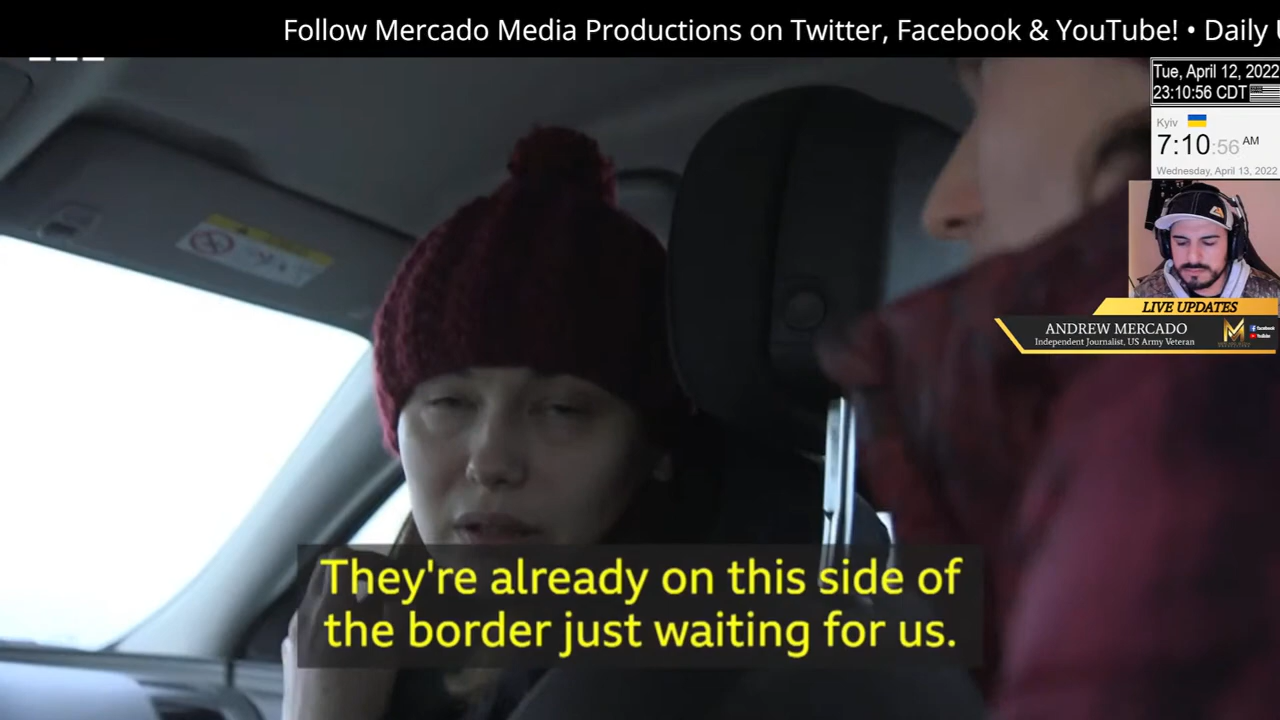 Follow Mercado Media Productions on Twitter, Facebook & YouTube! • Daily
Tue, April 12, 2022
23:10:56 CDT
Kyiv
7:10:56 AM
Wednesday, April 13, 2022
LIVE UPDATES
ANDREW MERCADO
Independent Journalist, US Army Veteran
facebook
YouTube
They're already on this side of
the border just waiting for us.